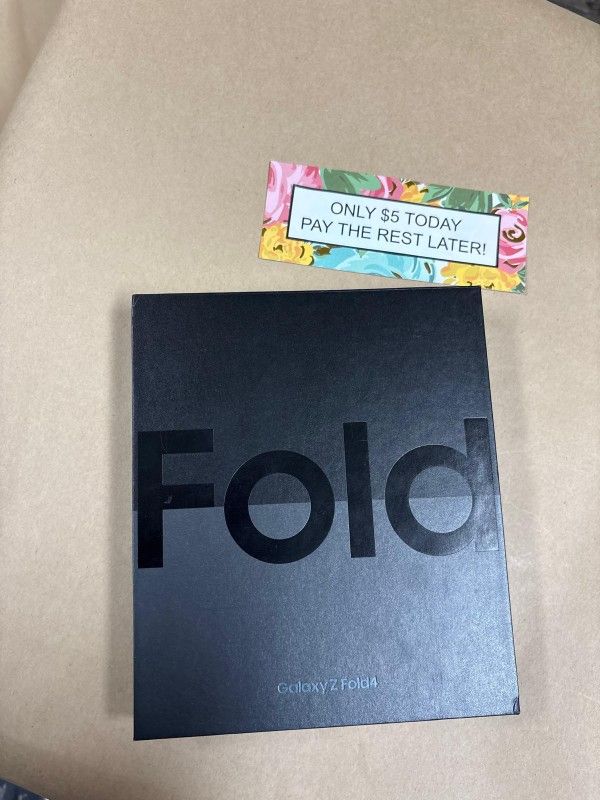 ONLY $5 TODAY
PAY THE REST LATER!
Fold
Galaxy Z Fold4